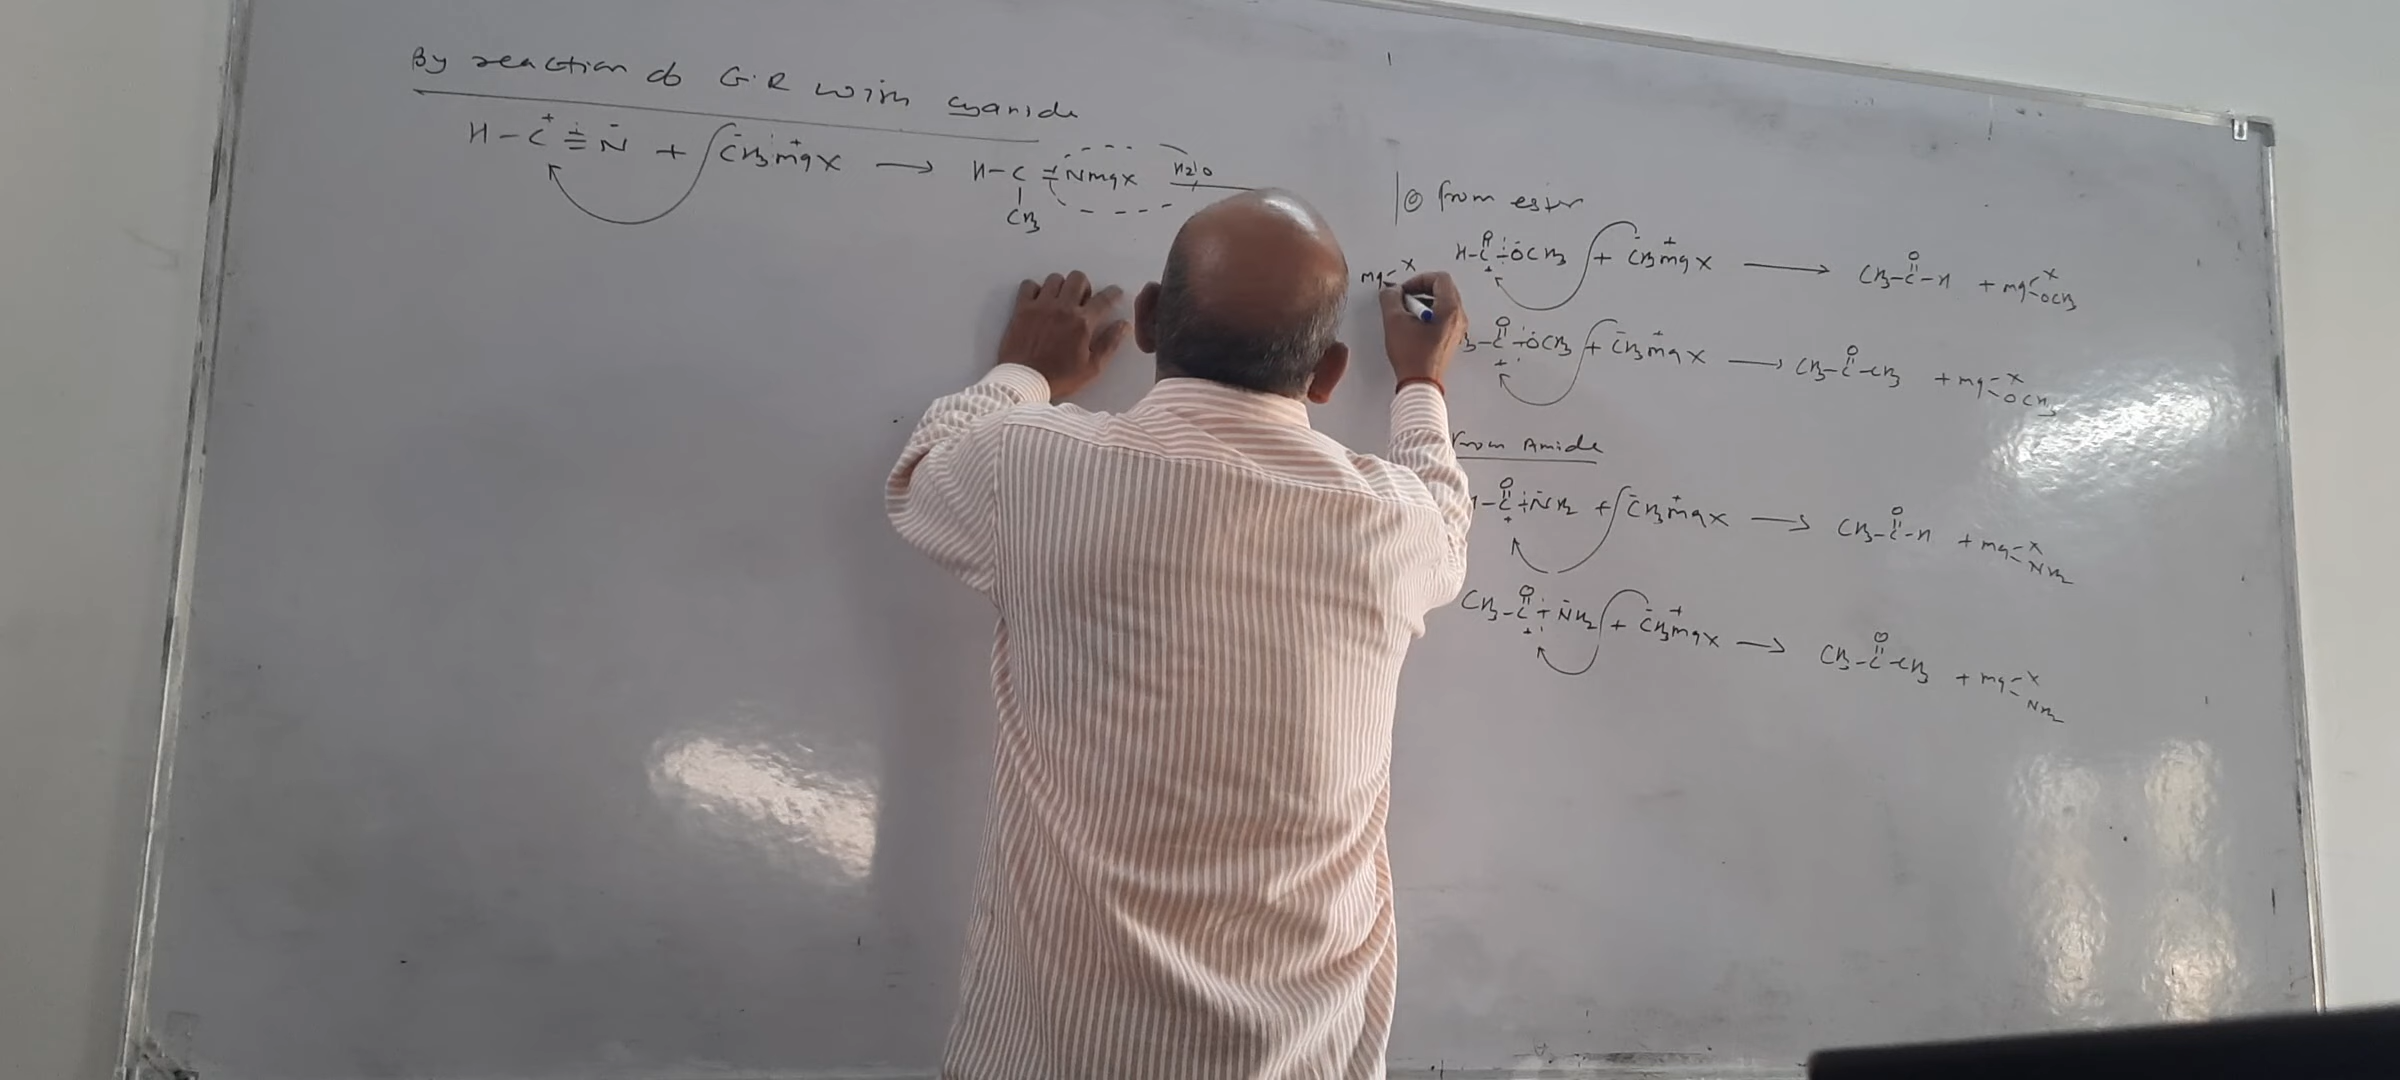 By reaction of G.R with cyanide
H-C≡N + CH3MgX → H-C=NMgX H2O
CH3
Mg-X
from ester
H-C-OCH3 + CH3MgX → CH3-C-H + Mg-X
O + - - + O OCH3
C-OCH3 + CH3MgX → CH3-C-CH3 + Mg-X
O + - - + O OCH3
From Amide
C-NH2 + CH3MgX → CH3-C-H + Mg-X
O + - - + O NH2
CH3-C-NH2 + CH3MgX → CH3-C-CH3 + Mg-X
O + - - + O NH2